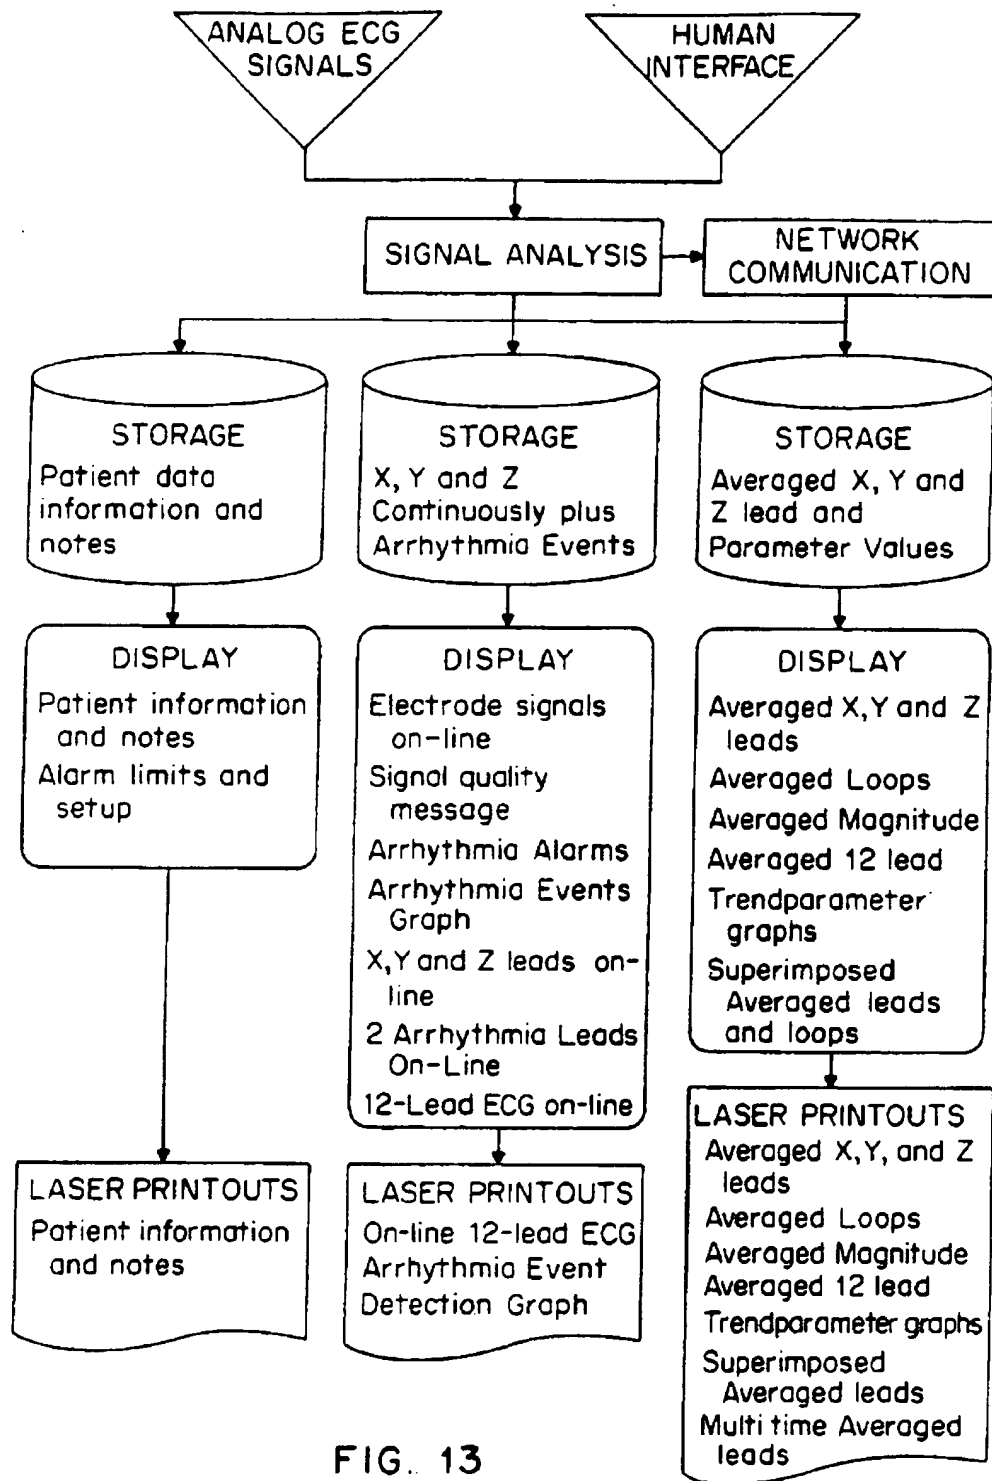 ANALOG ECG
SIGNALS
HUMAN
INTERFACE
SIGNAL ANALYSIS
NETWORK
COMMUNICATION
STORAGE
Patient data
information and
notes
STORAGE
X, Y and Z
Continuously plus
Arrhythmia Events
STORAGE
Averaged X, Y and
Z lead and
Parameter Values
DISPLAY
Patient information
and notes
Alarm limits and
setup
DISPLAY
Electrode signals
on-line
Signal quality
message
Arrhythmia Alarms
Arrhythmia Events
Graph
X, Y and Z leads on-
line
2 Arrhythmia Leads
On-Line
12-Lead ECG on-line
DISPLAY
Averaged X, Y and Z
leads
Averaged Loops
Averaged Magnitude
Averaged 12 lead
Trendparameter
graphs
Superimposed
Averaged leads
and loops
LASER PRINTOUTS
Patient information
and notes
LASER PRINTOUTS
On-line 12-lead ECG
Arrhythmia Event
Detection Graph
LASER PRINTOUTS
Averaged X, Y, and Z
leads
Averaged Loops
Averaged Magnitude
Averaged 12 lead
Trendparameter graphs
Superimposed
Averaged leads
Multi time Averaged
leads
FIG. 13